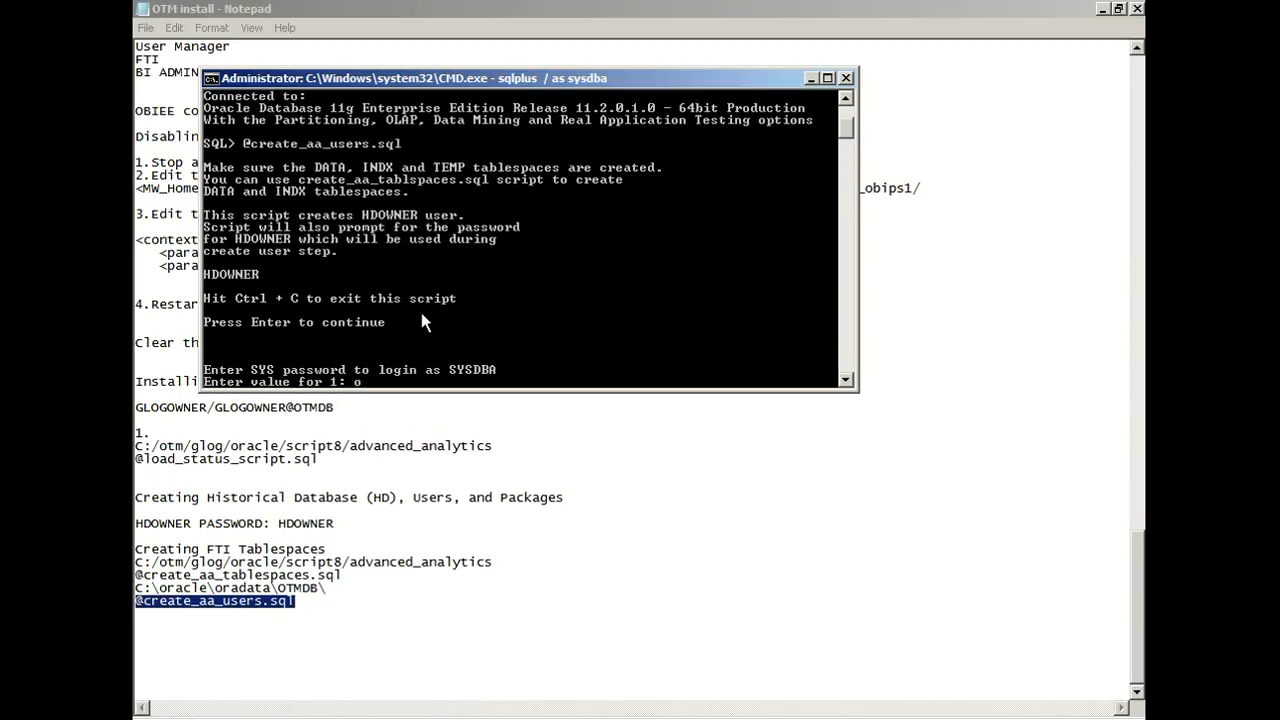 OTM install - Notepad
File Edit Format View Help
User Manager
FTI
BI ADMIN
OBIEE co
Disablin
1.Stop a
2.Edit t
<MW_Home
_obips1/
3.Edit t
<context
<para
<para
4.Restar
Clear th
Installi
Administrator: C:\Windows\system32\CMD.exe - sqlplus / as sysdba
Connected to:
Oracle Database 11g Enterprise Edition Release 11.2.0.1.0 - 64bit Production
With the Partitioning, OLAP, Data Mining and Real Application Testing options
SQL> @create_aa_users.sql
Make sure the DATA, INDX and TEMP tablespaces are created.
You can use create_aa_tablspaces.sql script to create
DATA and INDX tablespaces.
This script creates HDOWNER user.
Script will also prompt for the password
for HDOWNER which will be used during
create user step.
HDOWNER
Hit Ctrl + C to exit this script
Press Enter to continue
Enter SYS password to login as SYSDBA
Enter value for 1: o
GLOGOWNER/GLOGOWNER@OTMDB
1.
C:/otm/glog/oracle/script8/advanced_analytics
@load_status_script.sql
Creating Historical Database (HD), Users, and Packages
HDOWNER PASSWORD: HDOWNER
Creating FTI Tablespaces
C:/otm/glog/oracle/script8/advanced_analytics
@create_aa_tablespaces.sql
C:\oracle\oradata\OTMDB\
@create_aa_users.sql